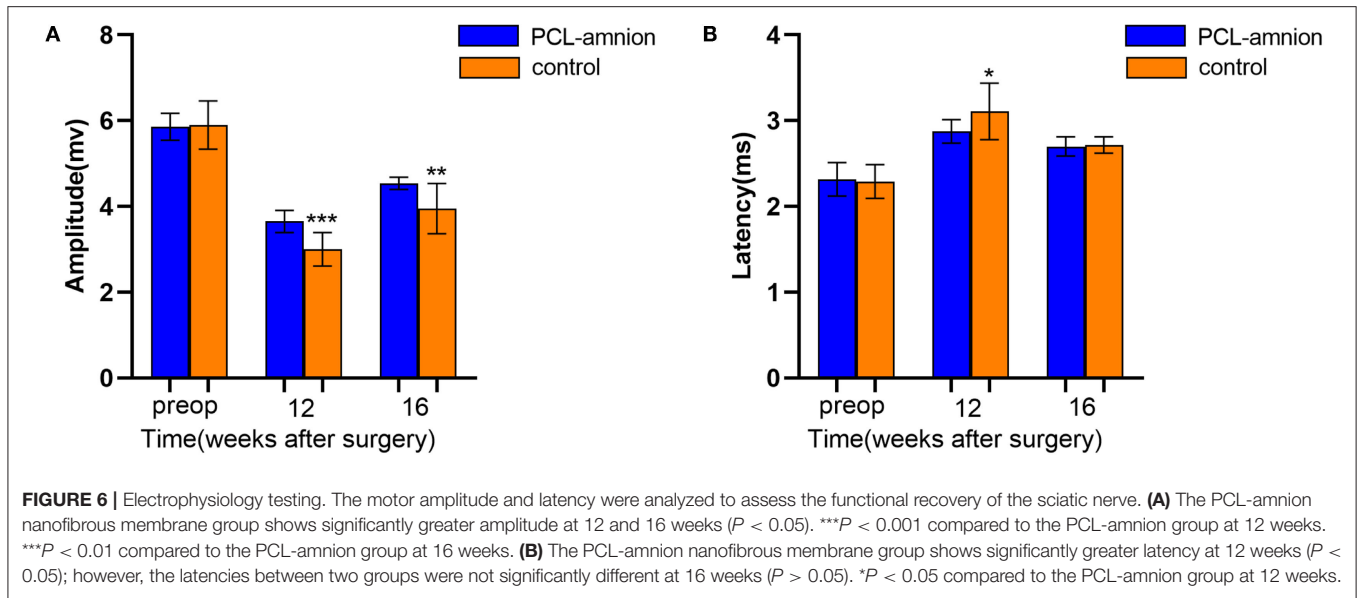 A
8
6
4
2
0
Amplitude(mv)
PCL-amnion
control
***
**
preop 12 16
Time(weeks after surgery)
B
4
3
2
1
0
Latency(ms)
PCL-amnion
control
*
preop 12 16
Time(weeks after surgery)
FIGURE 6 | Electrophysiology testing. The motor amplitude and latency were analyzed to assess the functional recovery of the sciatic nerve. (A) The PCL-amnion
nanofibrous membrane group shows significantly greater amplitude at 12 and 16 weeks (P < 0.05). ***P < 0.001 compared to the PCL-amnion group at 12 weeks.
***P < 0.01 compared to the PCL-amnion group at 16 weeks. (B) The PCL-amnion nanofibrous membrane group shows significantly greater latency at 12 weeks (P <
0.05); however, the latencies between two groups were not significantly different at 16 weeks (P > 0.05). *P < 0.05 compared to the PCL-amnion group at 12 weeks.